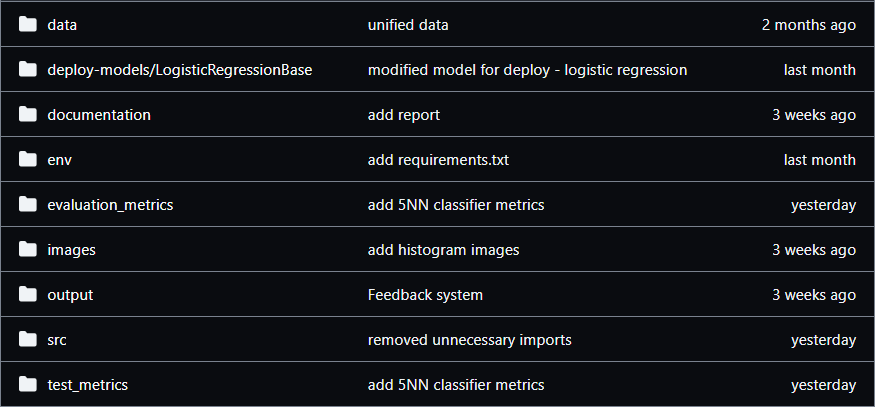 data unified data 2 months ago
deploy-models/LogisticRegressionBase modified model for deploy - logistic regression last month
documentation add report 3 weeks ago
env add requirements.txt last month
evaluation_metrics add 5NN classifier metrics yesterday
images add histogram images 3 weeks ago
output Feedback system 3 weeks ago
src removed unnecessary imports yesterday
test_metrics add 5NN classifier metrics yesterday